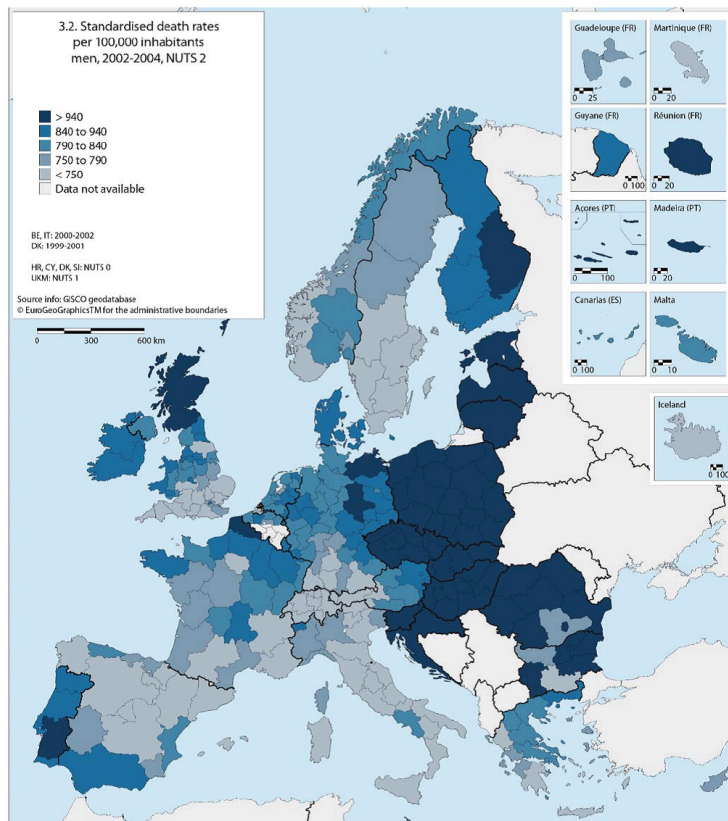 3.2. Standardised death rates
per 100,000 inhabitants
men, 2002-2004, NUTS 2
> 940
840 to 940
790 to 840
750 to 790
< 750
Data not available
BE, IT: 2000-2002
DK: 1999-2001
HR, CY, DK, SI: NUTS 0
UKM: NUTS 1
Source info: GISCO geodatabase
© EuroGeoGraphicsTM for the administrative boundaries
0 300 600 km
Guadeloupe (FR)
0 25
Martinique (FR)
0 20
Guyane (FR)
0 100
Réunion (FR)
0 20
Açores (PT)
0 100
Madeira (PT)
0 20
Canarias (ES)
0 100
Malta
0 10
Iceland
0 100